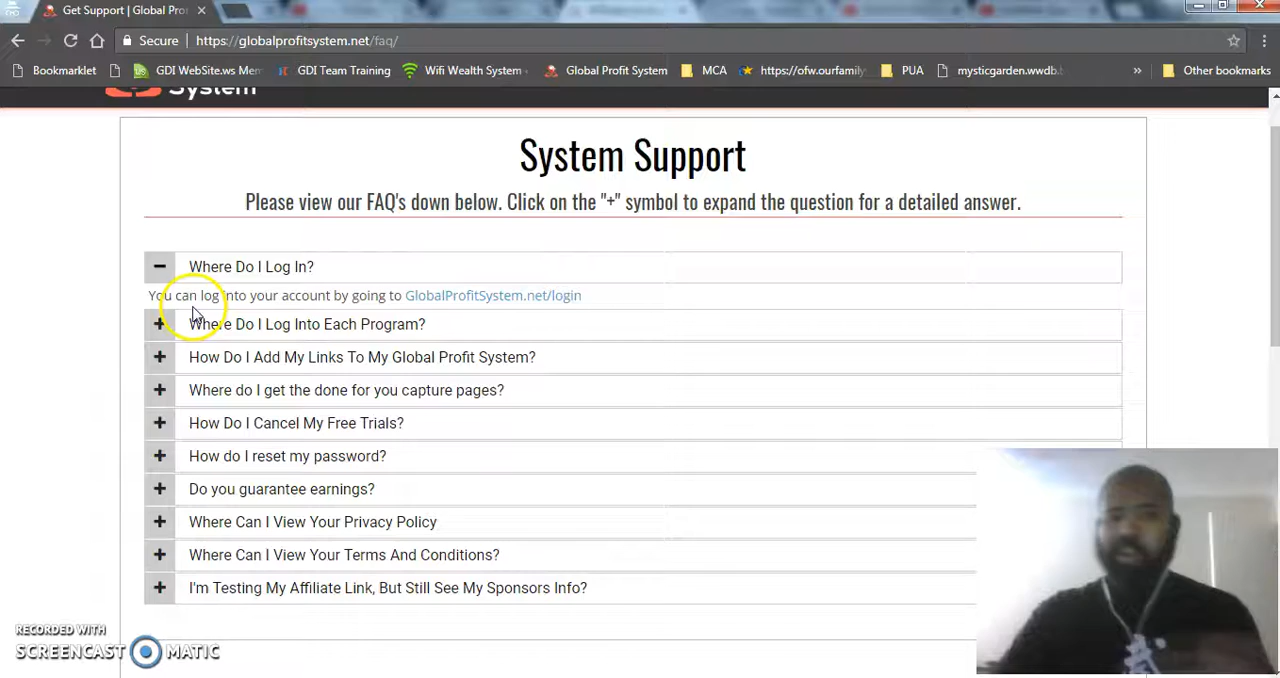 Get Support | Global Pro
Secure https://globalprofitsystem.net/faq/
Bookmarklet GDI WebSite.ws Mem GDI Team Training Wifi Wealth System Global Profit System MCA https://ofw.ourfamily PUA mysticgarden.wwdb.t » Other bookmarks
System
System Support
Please view our FAQ's down below. Click on the "+" symbol to expand the question for a detailed answer.
Where Do I Log In?
You can log into your account by going to GlobalProfitSystem.net/login
Where Do I Log Into Each Program?
How Do I Add My Links To My Global Profit System?
Where do I get the done for you capture pages?
How Do I Cancel My Free Trials?
How do I reset my password?
Do you guarantee earnings?
Where Can I View Your Privacy Policy
Where Can I View Your Terms And Conditions?
I'm Testing My Affiliate Link, But Still See My Sponsors Info?
RECORDED WITH
SCREENCAST MATIC